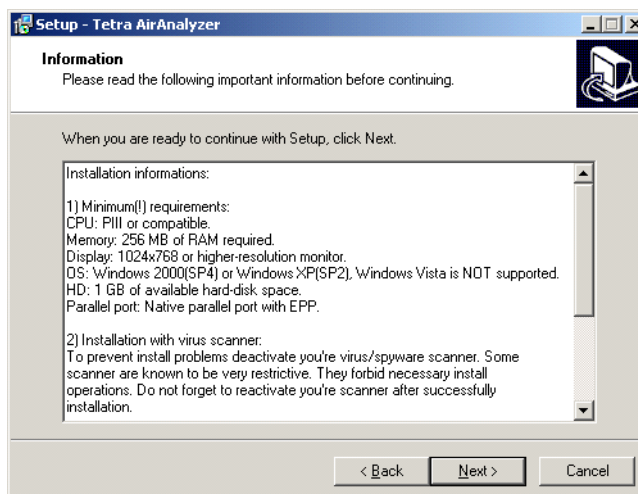 Setup - Tetra AirAnalyzer
Information
Please read the following important information before continuing.
When you are ready to continue with Setup, click Next.
Installation informations:
1) Minimum(!) requirements:
CPU: PIII or compatible.
Memory: 256 MB of RAM required.
Display: 1024x768 or higher-resolution monitor.
OS: Windows 2000(SP4) or Windows XP(SP2), Windows Vista is NOT supported.
HD: 1 GB of available hard-disk space.
Parallel port: Native parallel port with EPP.
2) Installation with virus scanner:
To prevent install problems deactivate you're virus/spyware scanner. Some
scanner are known to be very restrictive. They forbid necessary install
operations. Do not forget to reactivate you're scanner after successfully
installation.
< Back
Next >
Cancel